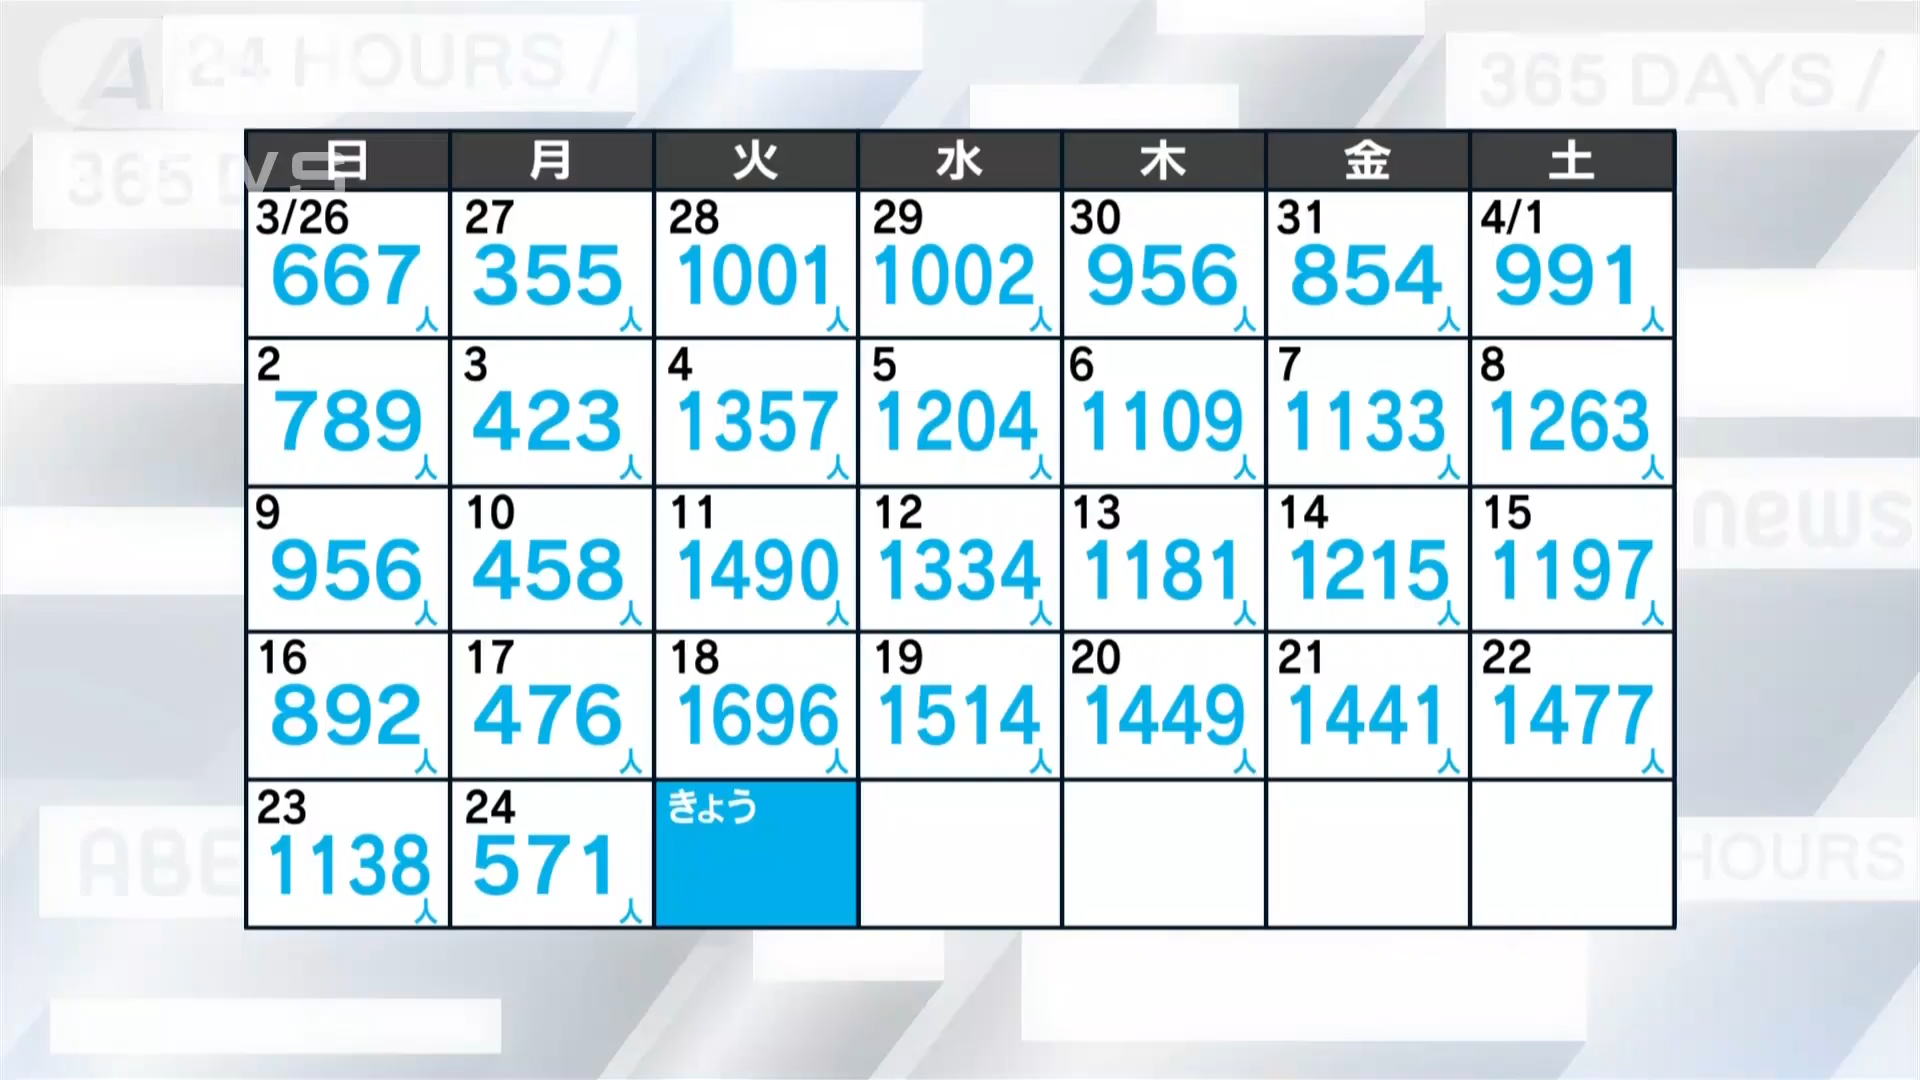 24 HOURS /
365 DAYS /
日 月 火 水 木 金 土
3/26 27 28 29 30 31 4/1
667人 355人 1001人 1002人 956人 854人 991人
2 3 4 5 6 7 8
789人 423人 1357人 1204人 1109人 1133人 1263人
9 10 11 12 13 14 15
956人 458人 1490人 1334人 1181人 1215人 1197人
news
16 17 18 19 20 21 22
892人 476人 1696人 1514人 1449人 1441人 1477人
23 24 きょう
1138人 571人
HOURS